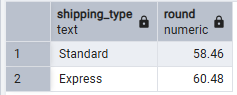 shipping_type round
text numeric
1 Standard 58.46
2 Express 60.48